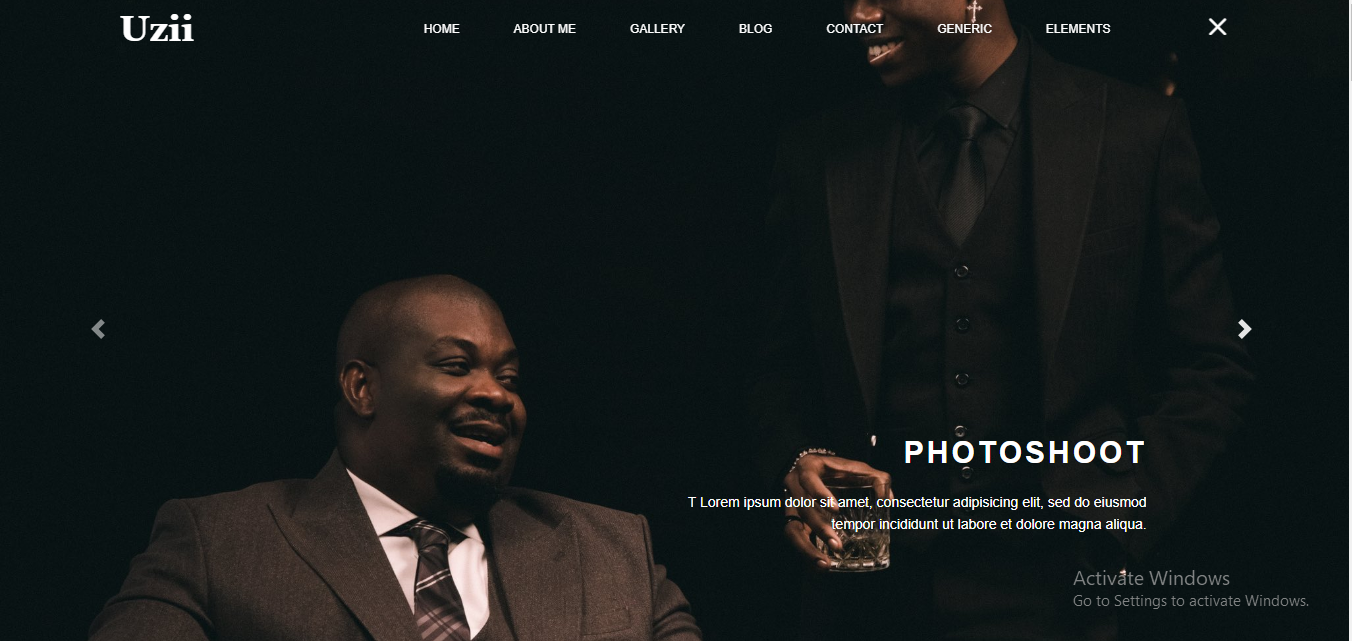 Uzii
HOME ABOUT ME GALLERY BLOG CONTACT GENERIC ELEMENTS
PHOTOSHOOT
T Lorem ipsum dolor sit amet, consectetur adipisicing elit, sed do eiusmod
tempor incididunt ut labore et dolore magna aliqua.
Activate Windows
Go to Settings to activate Windows.